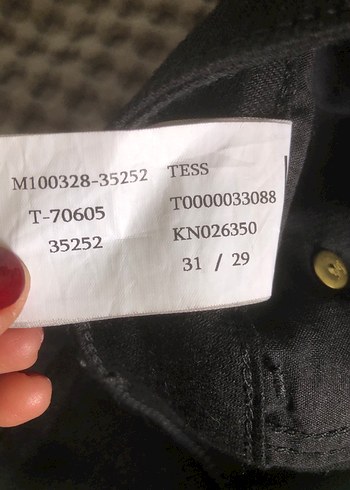 M100328-35252 TESS
T-70605 T0000033088
35252 KN026350
31 / 29